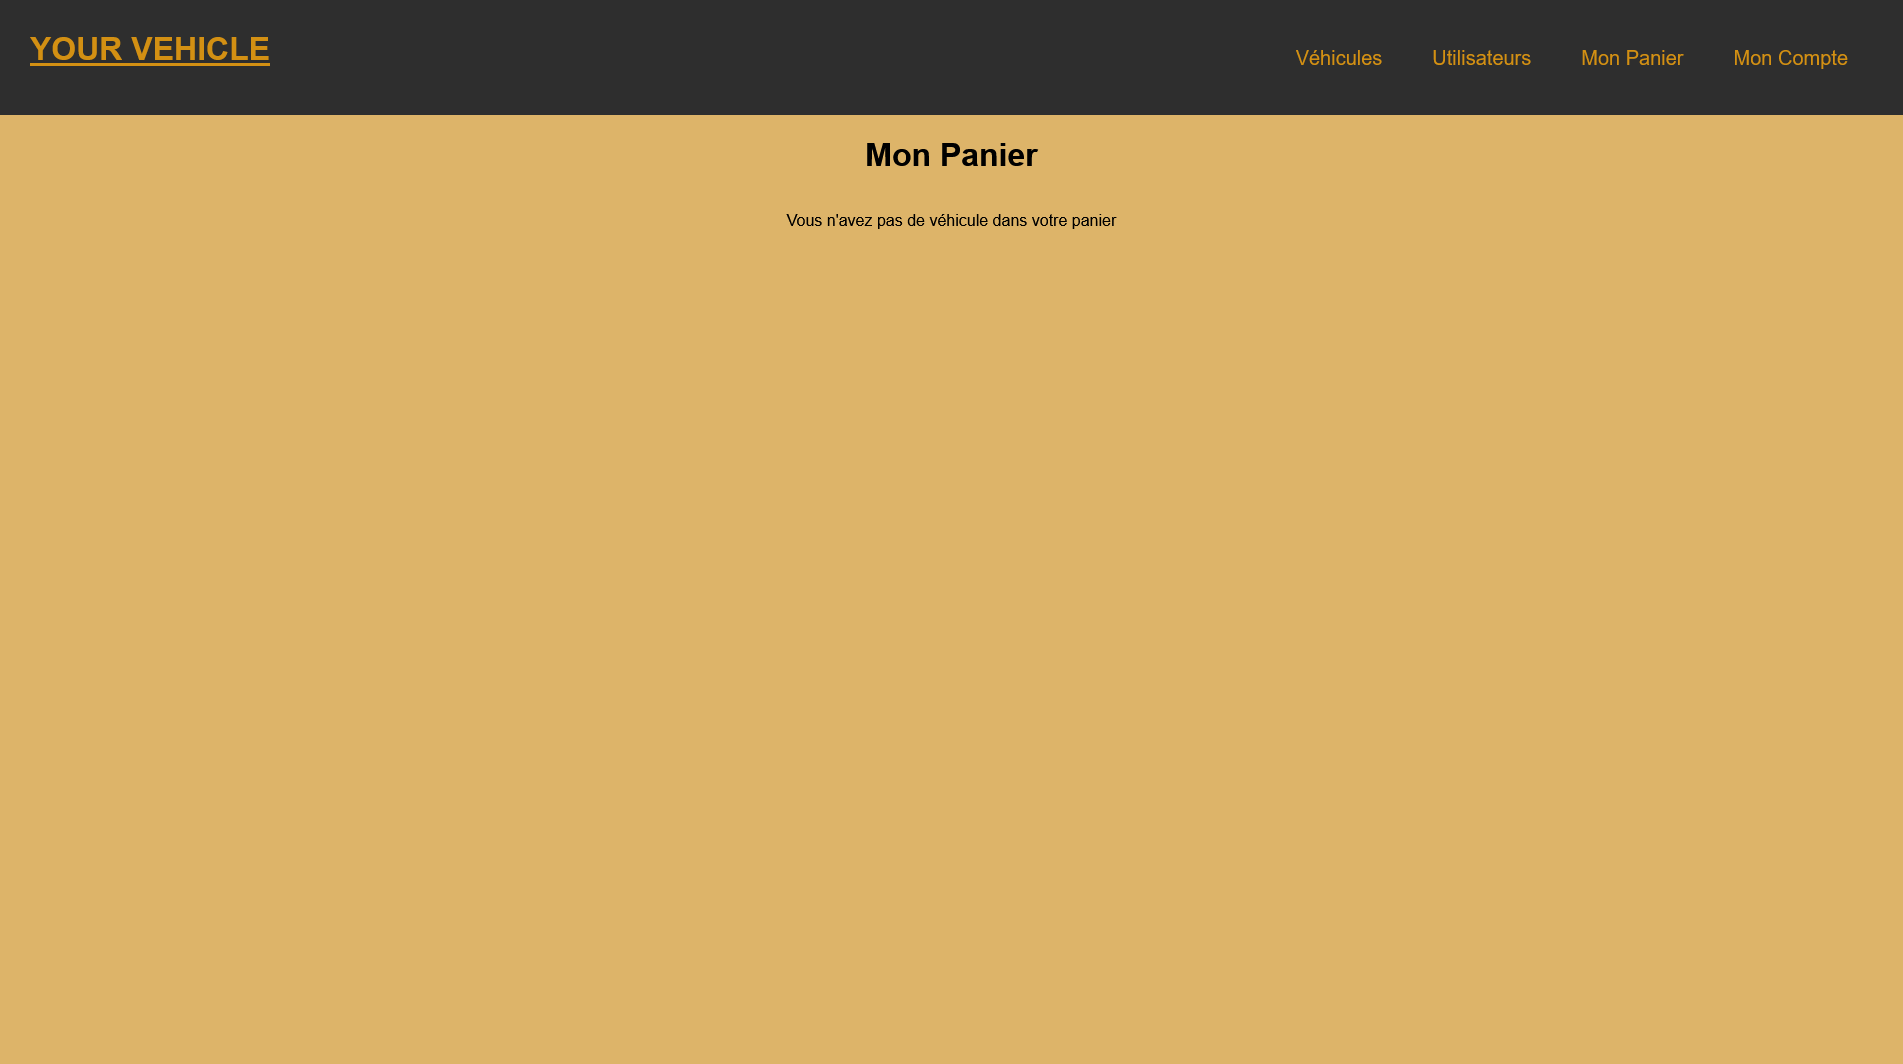 YOUR VEHICLE
Véhicules Utilisateurs Mon Panier Mon Compte
Mon Panier
Vous n'avez pas de véhicule dans votre panier